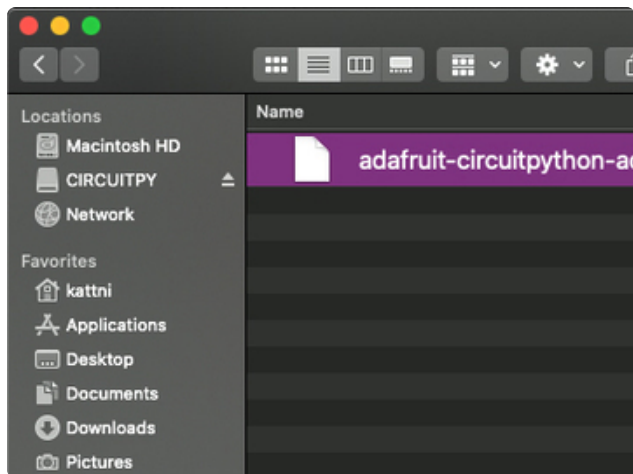 Locations
Macintosh HD
CIRCUITPY
Network
Favorites
kattni
Applications
Desktop
Documents
Downloads
Pictures
Name
adafruit-circuitpython-a